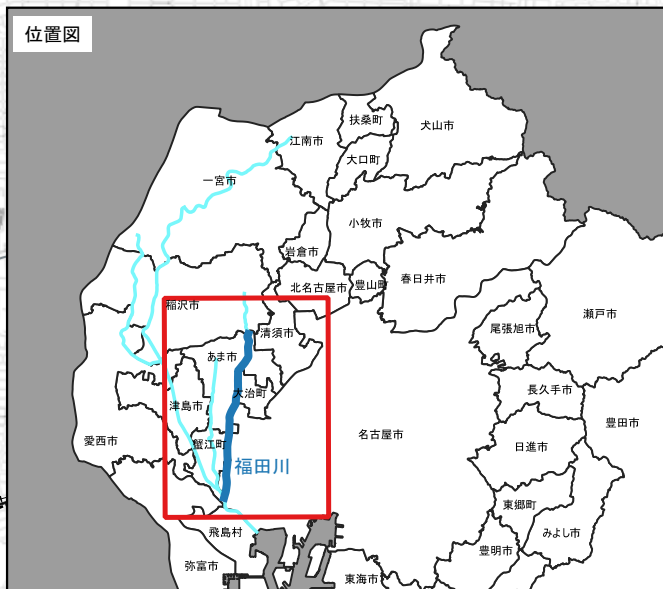 位置図
扶桑町
犬山市
江南市
大口町
一宮市
小牧市
岩倉市
春日井市
北名古屋市
豊山町
稲沢市
瀬戸市
清須市
尾張旭市
あま市
長久手市
大治町
津島市
豊田市
名古屋市
愛西市
蟹江町
日進市
福田川
東郷町
飛島村
みよし市
豊明市
弥富市
東海市